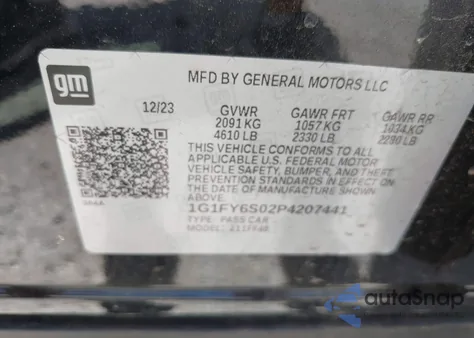 gm
MFD BY GENERAL MOTORS LLC
12/23 GVWR GAWR FRT GAWR RR
2091 KG 1057 KG 1034 KG
4610 LB 2330 LB 2280 LB
THIS VEHICLE CONFORMS TO ALL
APPLICABLE U.S. FEDERAL MOTOR
VEHICLE SAFETY, BUMPER, AND THEFT
PREVENTION STANDARDS IN EFFECT ON
THE DATE OF MANUFACTURE SHOWN
ABOVE.
1G1FY6S02P4207441
TYPE: PASS CAR
MODEL:
autoSnap